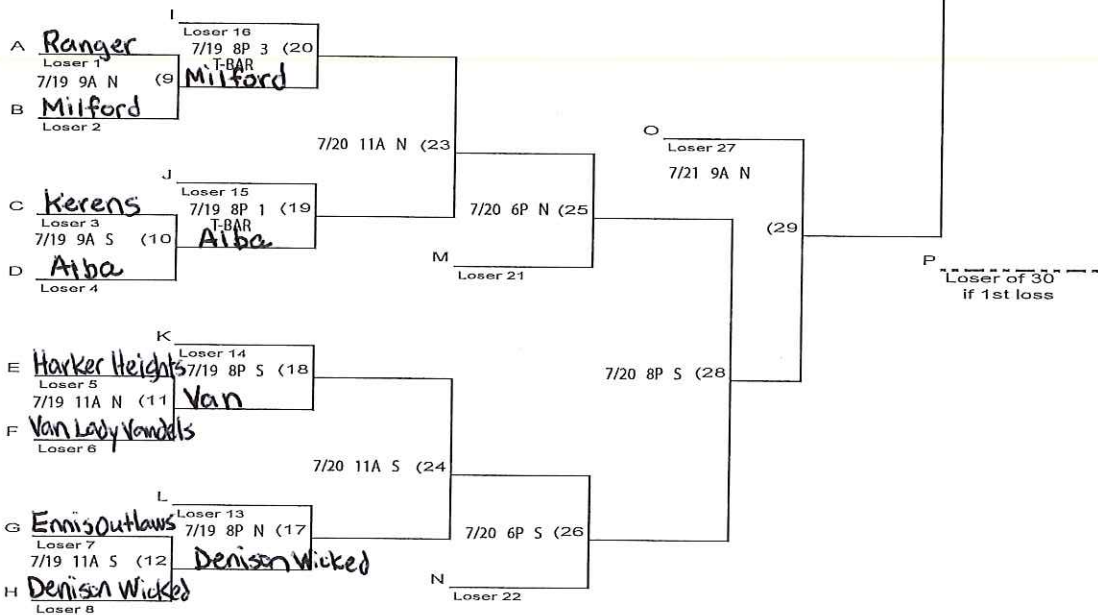 I
Loser 16
A Ranger
7/19 8P 3 (20
Loser 1
T-BAR
7/19 9A N (9
Milford
B Milford
Loser 2
7/20 11A N (23
O
Loser 27
7/21 9A N
J
Loser 15
C Kerens
7/19 8P 1 (19
7/20 6P N (25
Loser 3
T-BAR
7/19 9A S (10
Alba
(29
D Alba
M
Loser 21
Loser 4
P
Loser of 30
if 1st loss
K
Loser 14
E Harker Heights
7/19 8P S (18
7/20 8P S (28
Loser 5
7/19 11A N (11
Van
F Van Lady Vandels
Loser 6
7/20 11A S (24
L
Loser 13
G Ennis Outlaws
7/19 8P N (17
7/20 6P S (26
Loser 7
7/19 11A S (12
Denison Wicked
H Denison Wicked
N
Loser 22
Loser 8